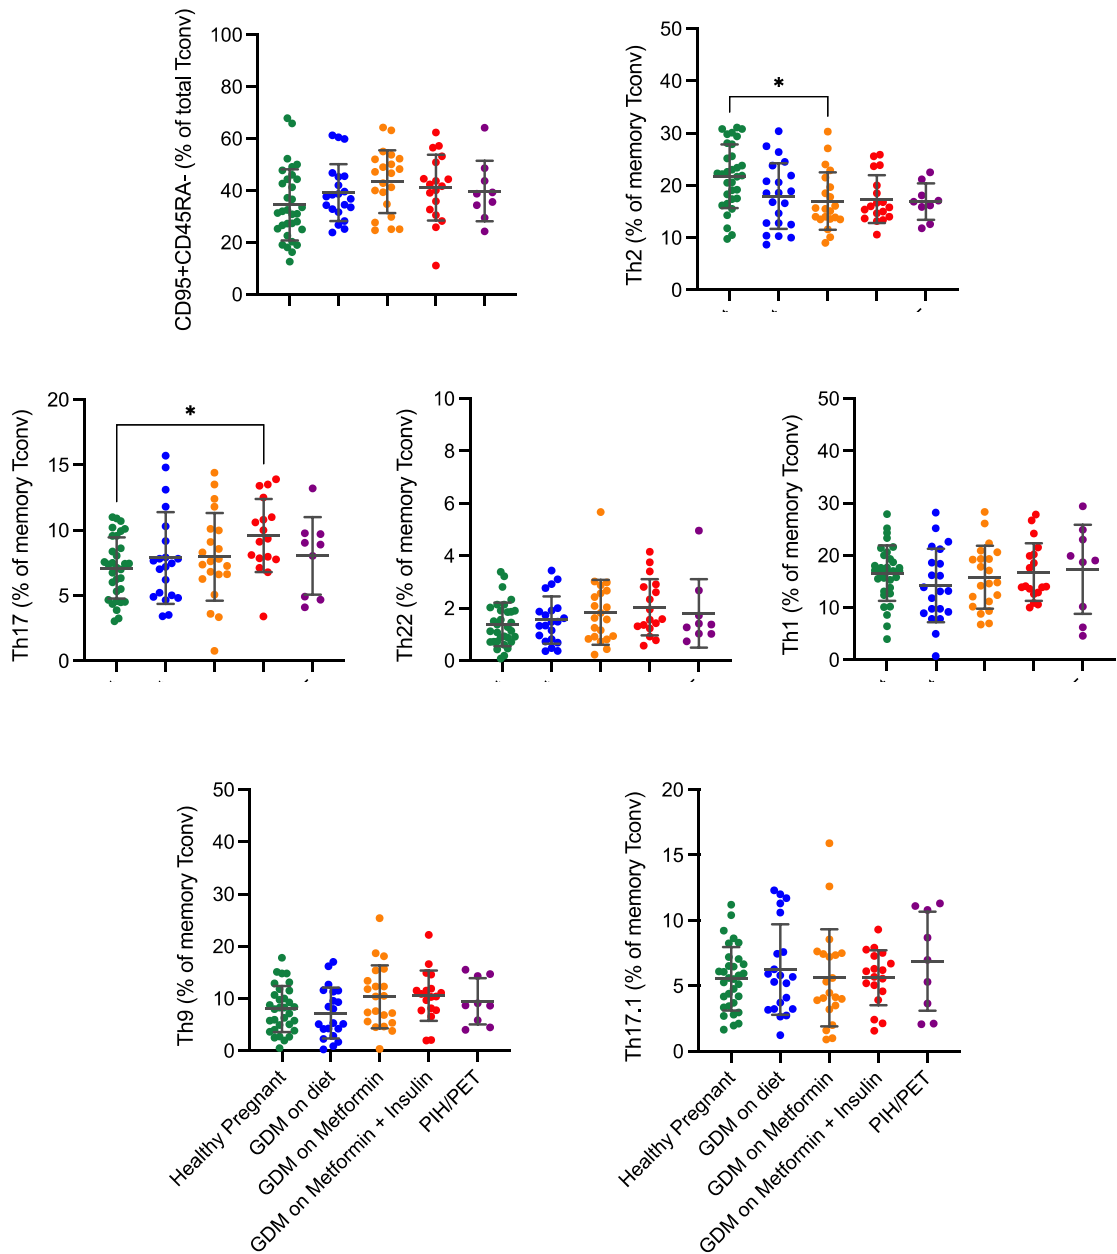 CD95+CD45RA- (% of total Tconv)
100
80
60
40
20
0
Th2 (% of memory Tconv)
50
40
30
20
10
0
*
Th17 (% of memory Tconv)
20
15
10
5
0
*
Th22 (% of memory Tconv)
10
8
6
4
2
0
Th1 (% of memory Tconv)
50
40
30
20
10
0
Th9 (% of memory Tconv)
50
40
30
20
10
0
Healthy Pregnant
GDM on diet
GDM on Metformin
GDM on Metformin + Insulin
PIH/PET
Th17.1 (% of memory Tconv)
20
15
10
5
0
Healthy Pregnant
GDM on diet
GDM on Metformin
GDM on Metformin + Insulin
PIH/PET